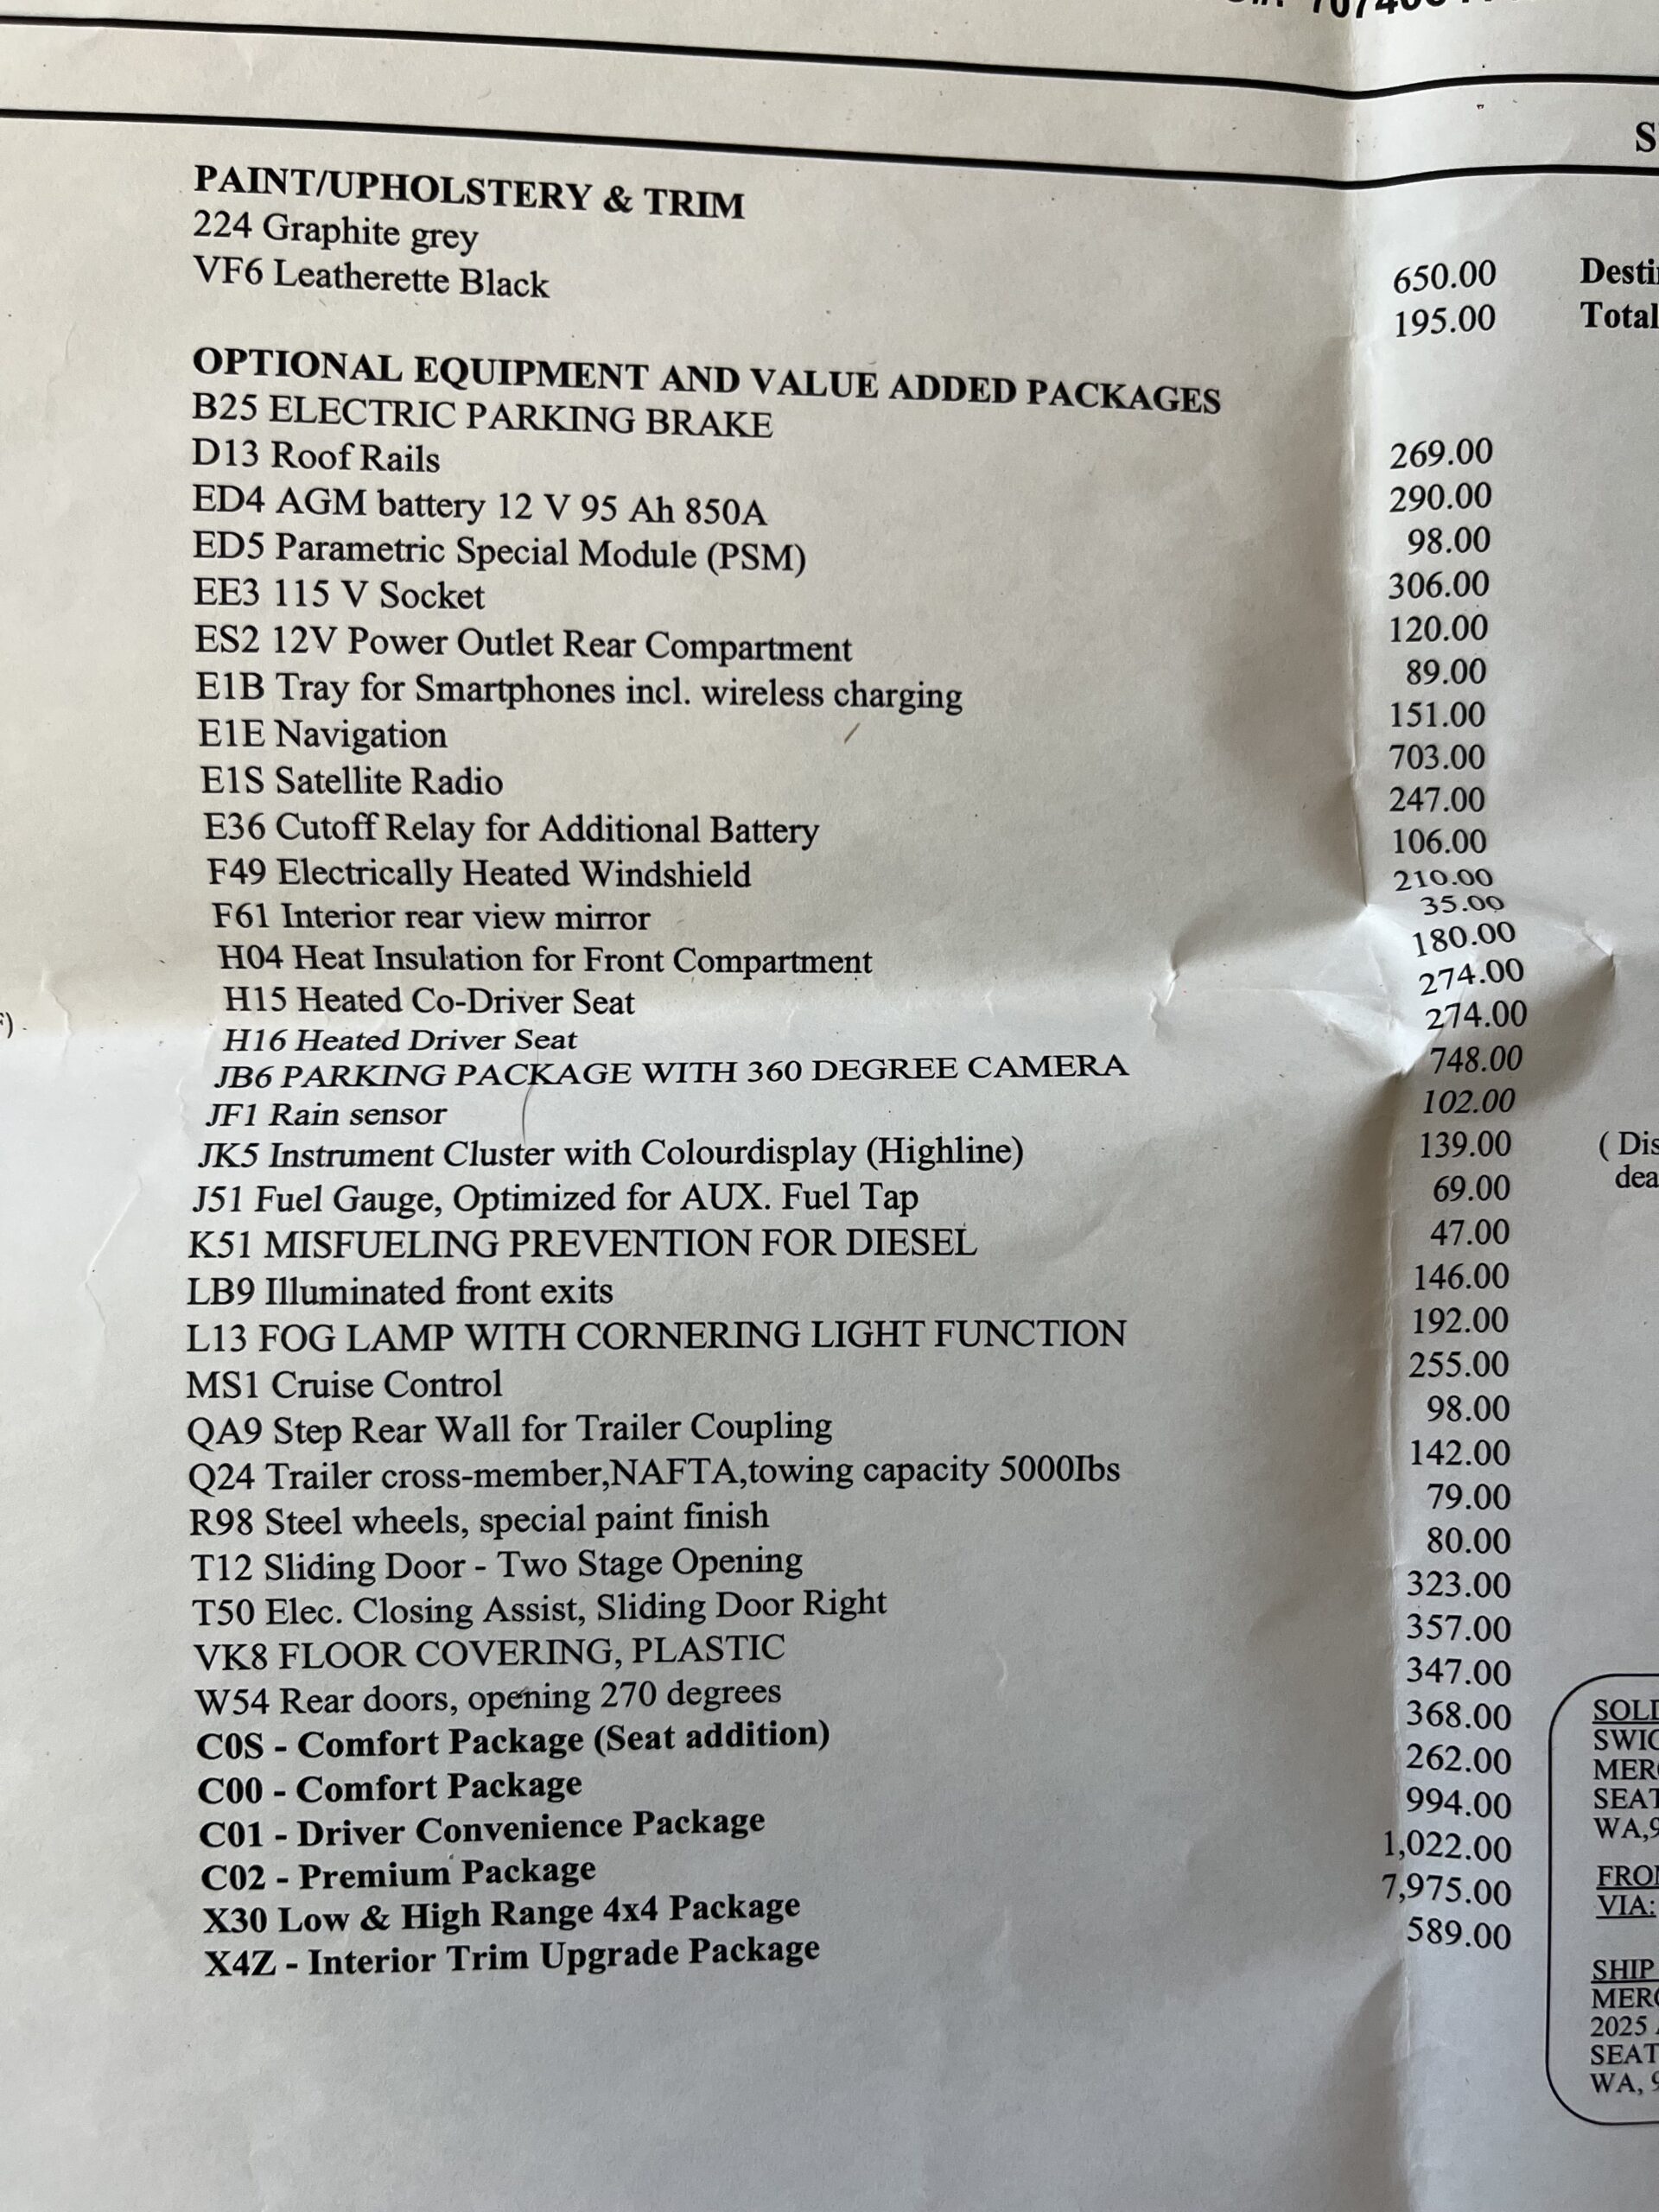 S
PAINT/UPHOLSTERY & TRIM
224 Graphite grey 650.00 
VF6 Leatherette Black 195.00 Total
OPTIONAL EQUIPMENT AND VALUE ADDED PACKAGES
B25 ELECTRIC PARKING BRAKE 269.00
D13 Roof Rails 290.00
ED4 AGM battery 12 V 95 Ah 850A 98.00
ED5 Parametric Special Module (PSM) 306.00
EE3 115 V Socket 120.00
ES2 12V Power Outlet Rear Compartment 89.00
E1B Tray for Smartphones incl. wireless charging 151.00
E1E Navigation 703.00
E1S Satellite Radio 247.00
E36 Cutoff Relay for Additional Battery 106.00
F49 Electrically Heated Windshield 210.00
F61 Interior rear view mirror 35.00
H04 Heat Insulation for Front Compartment 180.00
H15 Heated Co-Driver Seat 274.00
H16 Heated Driver Seat 274.00
JB6 PARKING PACKAGE WITH 360 DEGREE CAMERA 748.00
JF1 Rain sensor 102.00
JK5 Instrument Cluster with Colourdisplay (Highline) 139.00 ( Dis
J51 Fuel Gauge, Optimized for AUX. Fuel Tap 69.00 dea
K51 MISFUELING PREVENTION FOR DIESEL 47.00
LB9 Illuminated front exits 146.00
L13 FOG LAMP WITH CORNERING LIGHT FUNCTION 192.00
MS1 Cruise Control 255.00
QA9 Step Rear Wall for Trailer Coupling 98.00
Q24 Trailer cross-member,NAFTA,towing capacity 5000Ibs 142.00
R98 Steel wheels, special paint finish 79.00
T12 Sliding Door - Two Stage Opening 80.00
T50 Elec. Closing Assist, Sliding Door Right 323.00
VK8 FLOOR COVERING, PLASTIC 357.00
W54 Rear doors, opening 270 degrees 347.00
C0S - Comfort Package (Seat addition) 368.00
C00 - Comfort Package 262.00
C01 - Driver Convenience Package 994.00
C02 - Premium Package 1,022.00
X30 Low & High Range 4x4 Package 7,975.00
X4Z - Interior Trim Upgrade Package 589.00
SOLD
SWIC
MERC
SEAT
WA,9
FROM
VIA:
SHIP
MERC
2025
SEAT
WA, 9